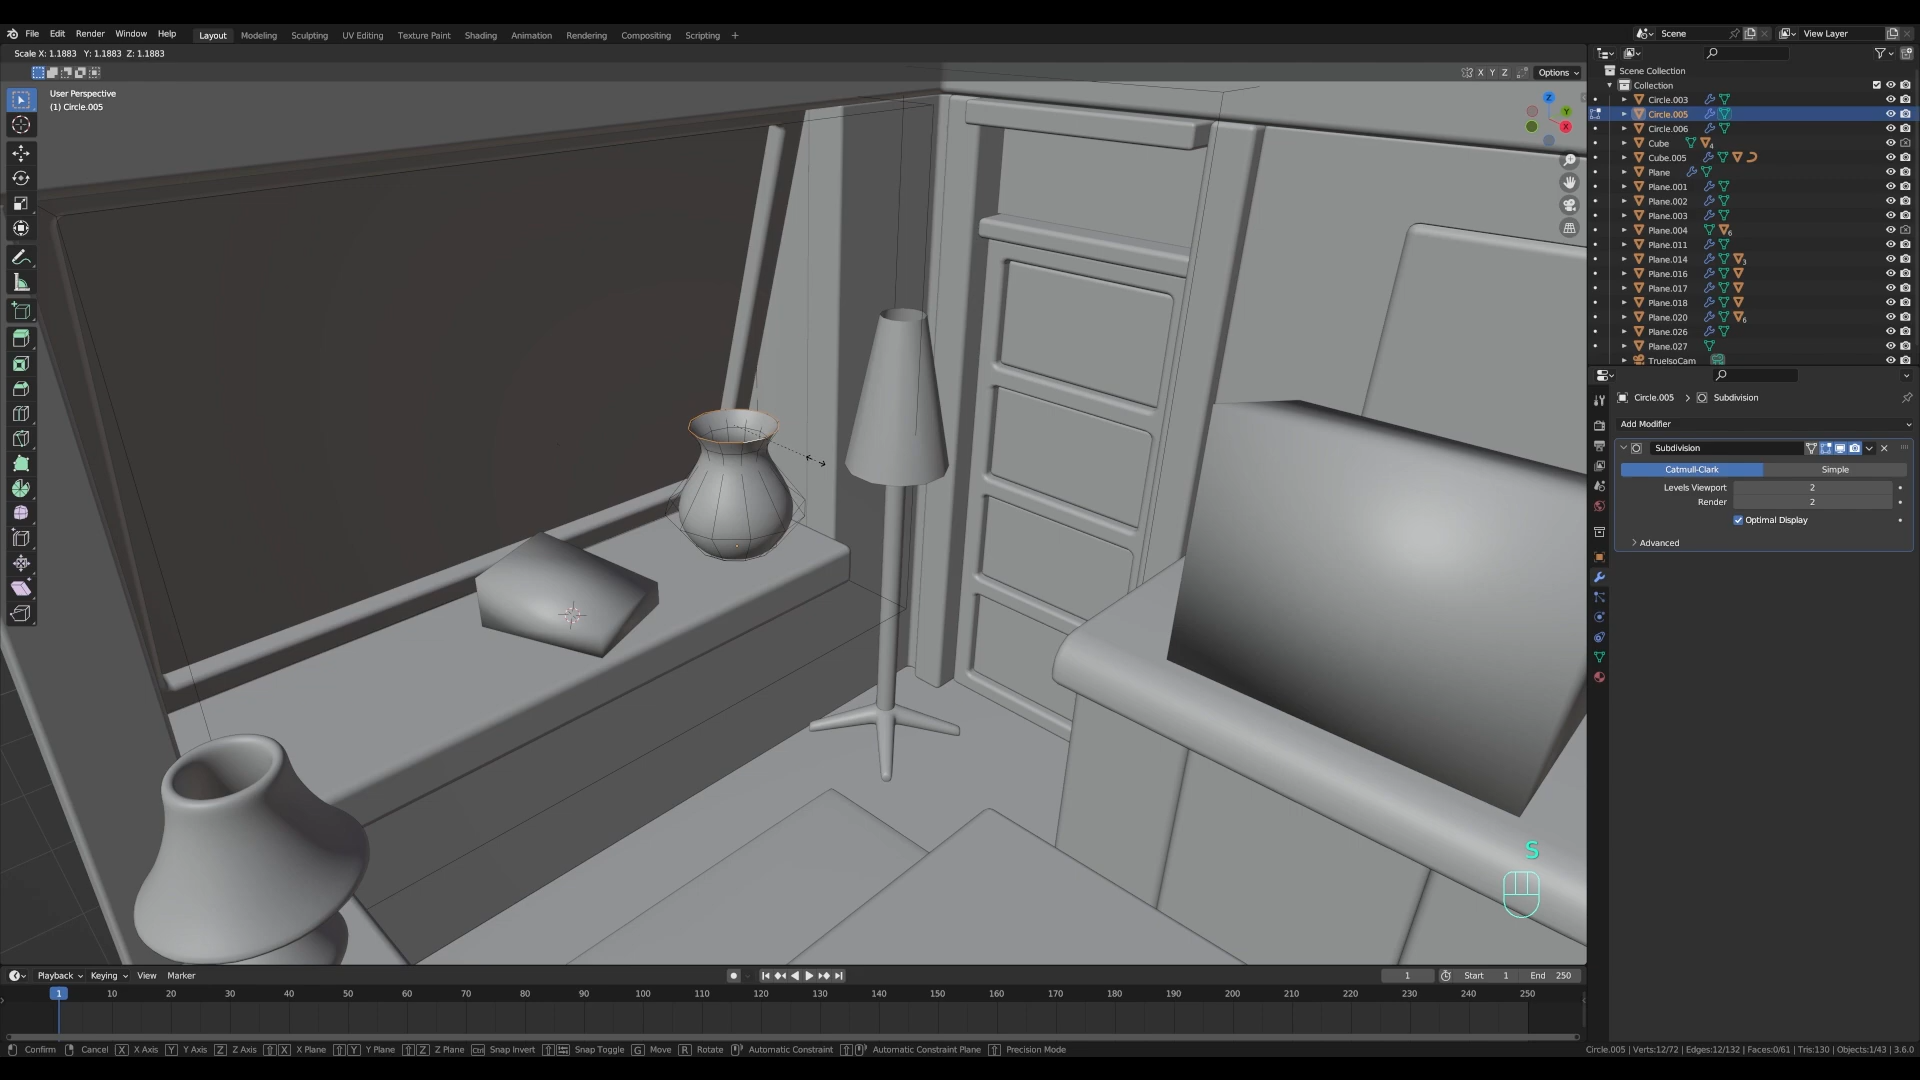 File Edit Render Window Help Layout Modeling Sculpting UV Editing Texture Paint Shading Animation Rendering Compositing Scripting + Scene View Layer
Scale X: 1.1883 Y: 1.1883 Z: 1.1883
X Y Z Options
User Perspective
(1) Circle.005
Z
Y
X
Scene Collection
Collection
Circle.003
Circle.005
Circle.006
Cube 4
Cube.005
Plane
Plane.001
Plane.002
Plane.003
Plane.004 6
Plane.011
Plane.014 3
Plane.016
Plane.017
Plane.018
Plane.020 6
Plane.026
Plane.027
TrueIsoCam
Circle.005 > Subdivision
Add Modifier
Subdivision
Catmull-Clark Simple
Levels Viewport 2
Render 2
Optimal Display
Advanced
S
Playback Keying View Marker 1 Start 1 End 250
1 10 20 30 40 50 60 70 80 90 100 110 120 130 140 150 160 170 180 190 200 210 220 230 240 250
Confirm Cancel X X Axis Y Y Axis Z Z Axis X X Plane Y Y Plane Z Z Plane Ctrl Snap Invert Snap Toggle G Move R Rotate Automatic Constraint Automatic Constraint Plane Precision Mode Circle.005 | Verts:12/72 | Edges:12/132 | Faces:0/61 | Tris:130 | Objects:1/43 | 3.6.0